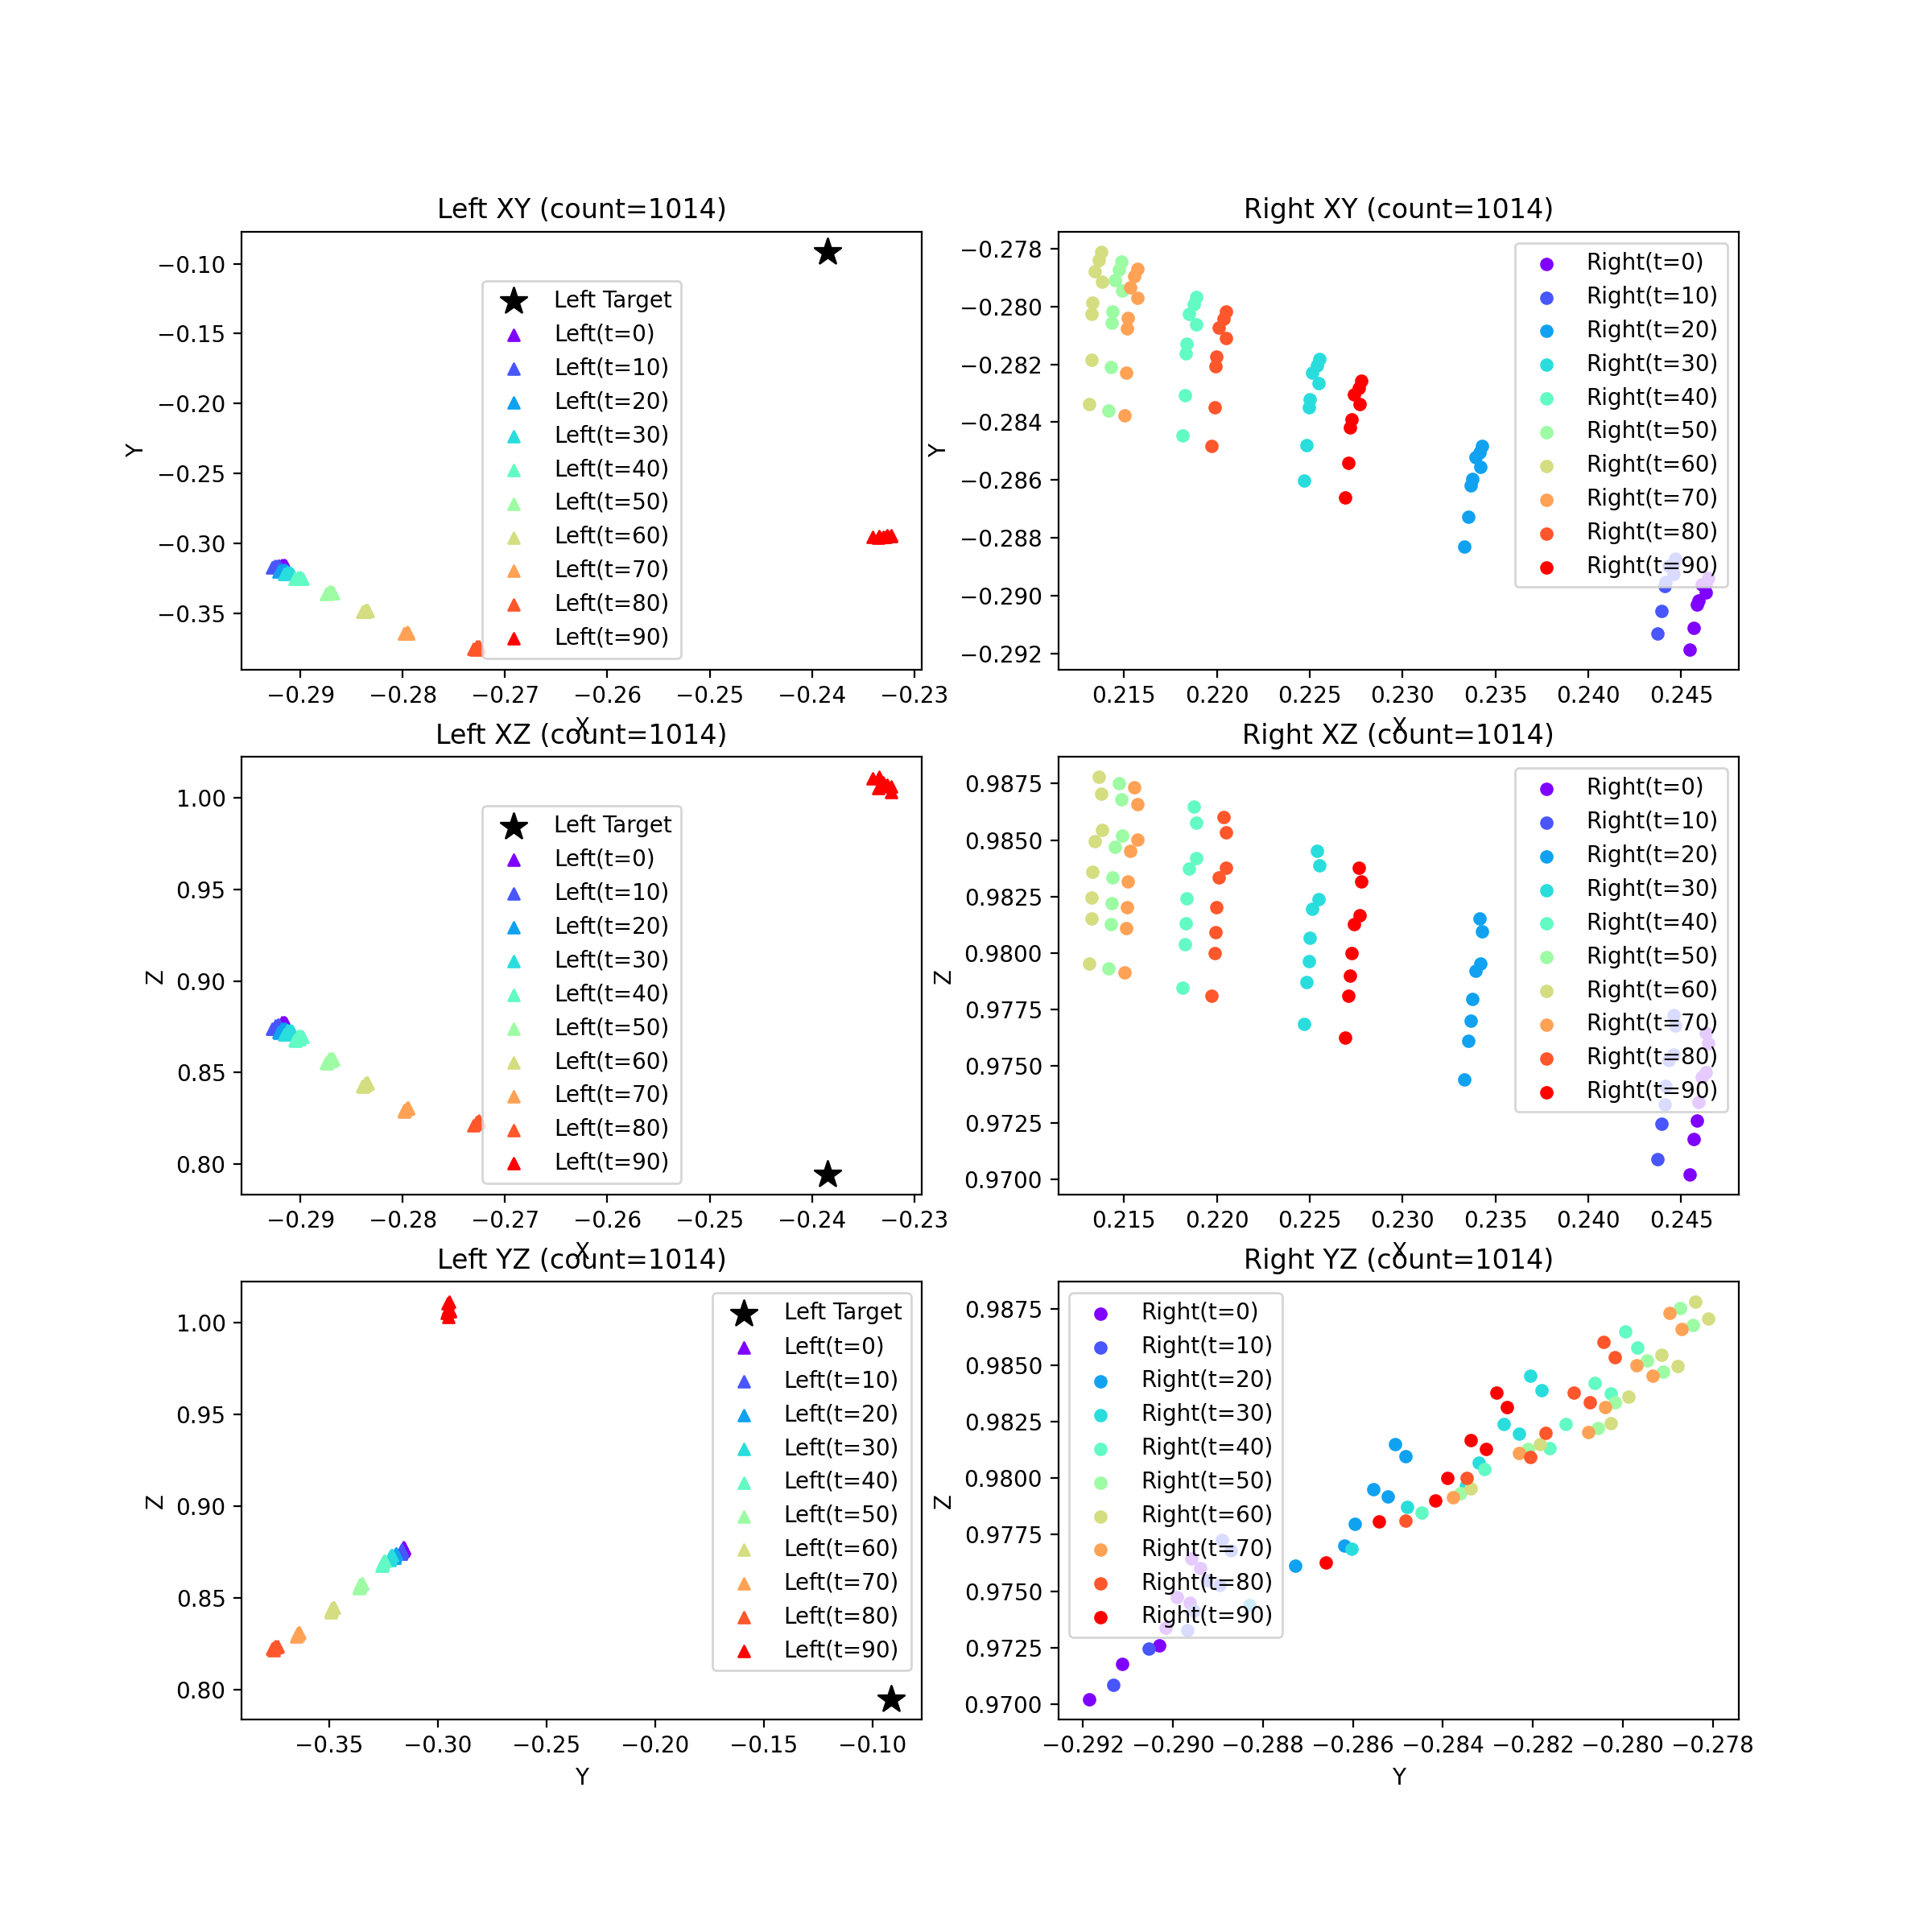 Left XY (count=1014)
−0.10
−0.15
−0.20
−0.25
−0.30
−0.35
Y
Left Target
Left(t=0)
Left(t=10)
Left(t=20)
Left(t=30)
Left(t=40)
Left(t=50)
Left(t=60)
Left(t=70)
Left(t=80)
Left(t=90)
−0.29 −0.28 −0.27 −0.26 −0.25 −0.24 −0.23
X
Right XY (count=1014)
−0.278
−0.280
−0.282
−0.284
−0.286
−0.288
−0.290
−0.292
Y
Right(t=0)
Right(t=10)
Right(t=20)
Right(t=30)
Right(t=40)
Right(t=50)
Right(t=60)
Right(t=70)
Right(t=80)
Right(t=90)
0.215 0.220 0.225 0.230 0.235 0.240 0.245
X
Left XZ (count=1014)
1.00
0.95
0.90
0.85
0.80
Z
Left Target
Left(t=0)
Left(t=10)
Left(t=20)
Left(t=30)
Left(t=40)
Left(t=50)
Left(t=60)
Left(t=70)
Left(t=80)
Left(t=90)
−0.29 −0.28 −0.27 −0.26 −0.25 −0.24 −0.23
X
Right XZ (count=1014)
0.9875
0.9850
0.9825
0.9800
0.9775
0.9750
0.9725
0.9700
Z
Right(t=0)
Right(t=10)
Right(t=20)
Right(t=30)
Right(t=40)
Right(t=50)
Right(t=60)
Right(t=70)
Right(t=80)
Right(t=90)
0.215 0.220 0.225 0.230 0.235 0.240 0.245
X
Left YZ (count=1014)
1.00
0.95
0.90
0.85
0.80
Z
Left Target
Left(t=0)
Left(t=10)
Left(t=20)
Left(t=30)
Left(t=40)
Left(t=50)
Left(t=60)
Left(t=70)
Left(t=80)
Left(t=90)
−0.35 −0.30 −0.25 −0.20 −0.15 −0.10
Y
Right YZ (count=1014)
0.9875
0.9850
0.9825
0.9800
0.9775
0.9750
0.9725
0.9700
Z
Right(t=0)
Right(t=10)
Right(t=20)
Right(t=30)
Right(t=40)
Right(t=50)
Right(t=60)
Right(t=70)
Right(t=80)
Right(t=90)
−0.292 −0.290 −0.288 −0.286 −0.284 −0.282 −0.280 −0.278
Y